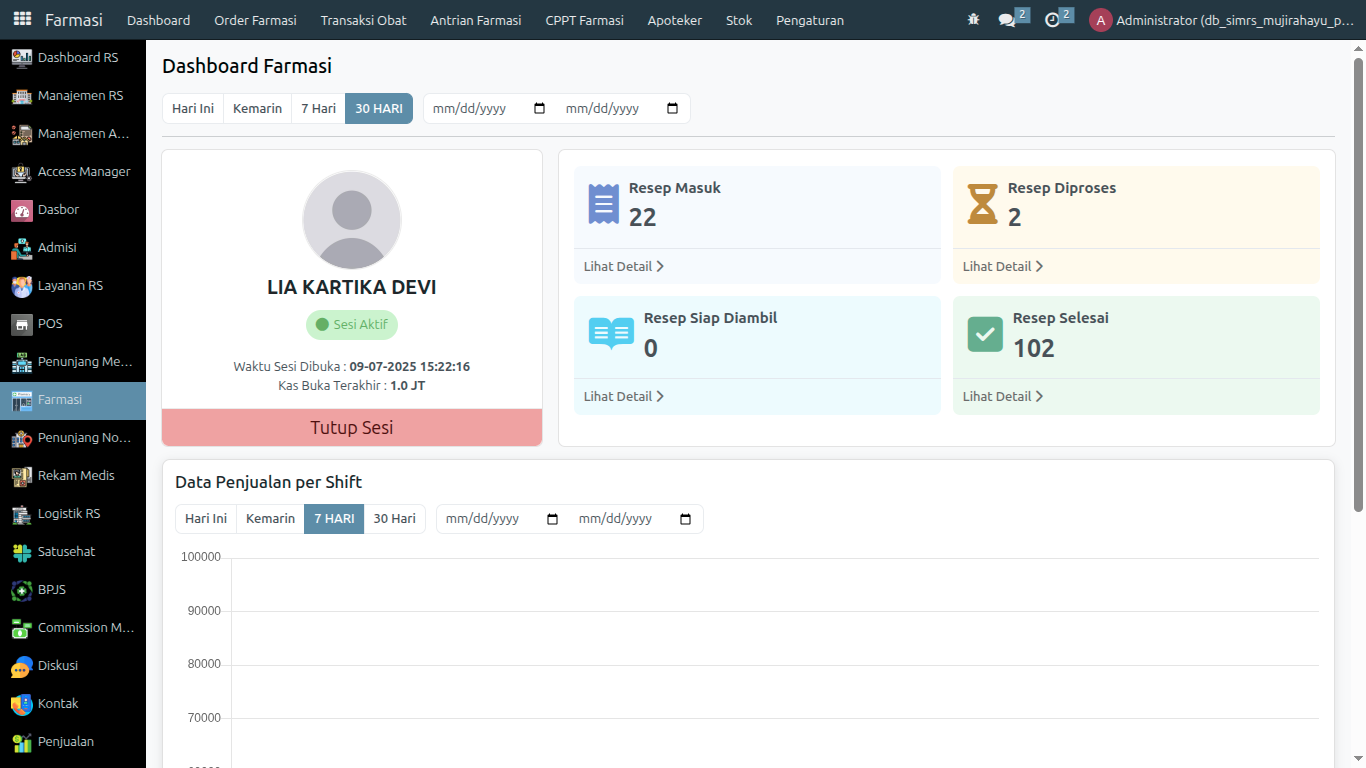 Farmasi
Dashboard
Order Farmasi
Transaksi Obat
Antrian Farmasi
CPPT Farmasi
Apoteker
Stok
Pengaturan
2
2
A
Administrator (db_simrs_mujirahayu_p...
Dashboard RS
Manajemen RS
Manajemen A...
Access Manager
Dasbor
Admisi
Layanan RS
POS
Penunjang Me...
Farmasi
Penunjang No...
Rekam Medis
Logistik RS
Satusehat
BPJS
Commission M...
Diskusi
Kontak
Penjualan
Dashboard Farmasi
Hari Ini
Kemarin
7 Hari
30 HARI
mm/dd/yyyy
mm/dd/yyyy
LIA KARTIKA DEVI
Sesi Aktif
Waktu Sesi Dibuka : 09-07-2025 15:22:16
Kas Buka Terakhir : 1.0 JT
Tutup Sesi
Resep Masuk
22
Lihat Detail
Resep Diproses
2
Lihat Detail
Resep Siap Diambil
0
Lihat Detail
Resep Selesai
102
Lihat Detail
Data Penjualan per Shift
Hari Ini
Kemarin
7 HARI
30 Hari
mm/dd/yyyy
mm/dd/yyyy
100000
90000
80000
70000